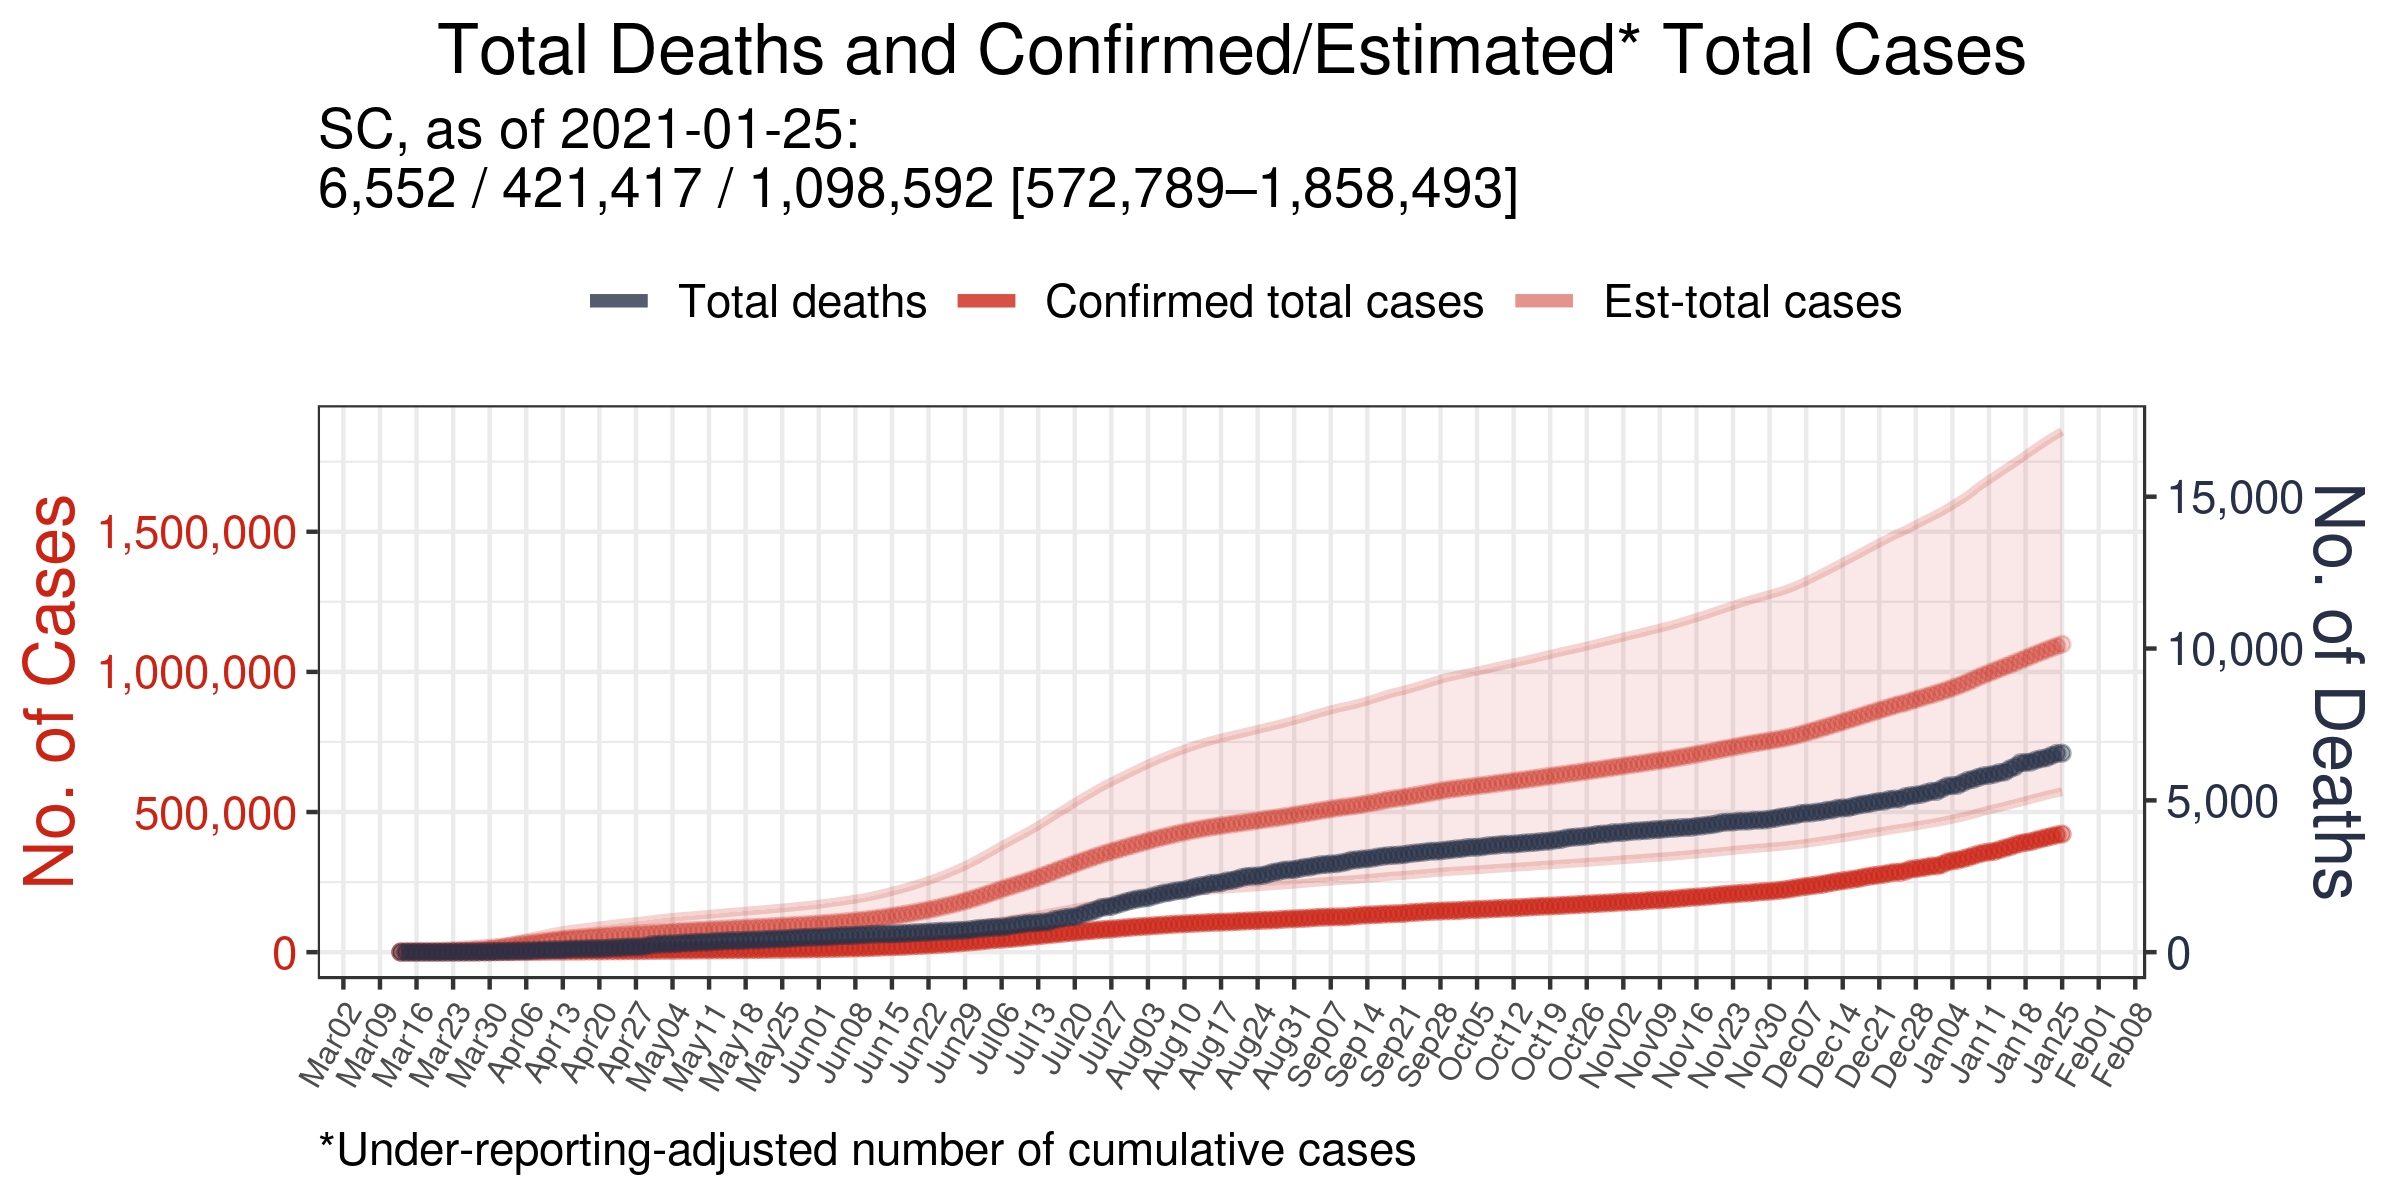 Total Deaths and Confirmed/Estimated* Total Cases
SC, as of 2021-01-25:
6,552 / 421,417 / 1,098,592 [572,789–1,858,493]
Total deaths
Confirmed total cases
Est-total cases
No. of Cases
1,500,000
1,000,000
500,000
0
15,000
10,000
5,000
0
No. of Deaths
Mar02
Mar09
Mar16
Mar23
Mar30
Apr06
Apr13
Apr20
Apr27
May04
May11
May18
May25
Jun01
Jun08
Jun15
Jun22
Jun29
Jul06
Jul13
Jul20
Jul27
Aug03
Aug10
Aug17
Aug24
Aug31
Sep07
Sep14
Sep21
Sep28
Oct05
Oct12
Oct19
Oct26
Nov02
Nov09
Nov16
Nov23
Nov30
Dec07
Dec14
Dec21
Dec28
Jan04
Jan11
Jan18
Jan25
Feb01
Feb08
*Under-reporting-adjusted number of cumulative cases